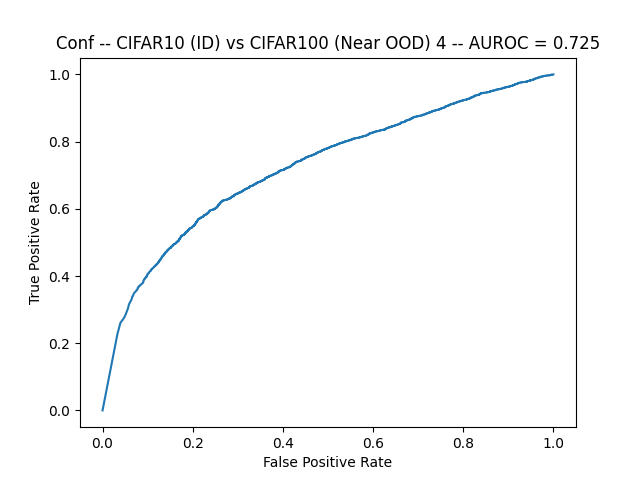 Conf -- CIFAR10 (ID) vs CIFAR100 (Near OOD) 4 -- AUROC = 0.725
1.0
0.8
0.6
0.4
0.2
0.0
True Positive Rate
0.0 0.2 0.4 0.6 0.8 1.0
False Positive Rate